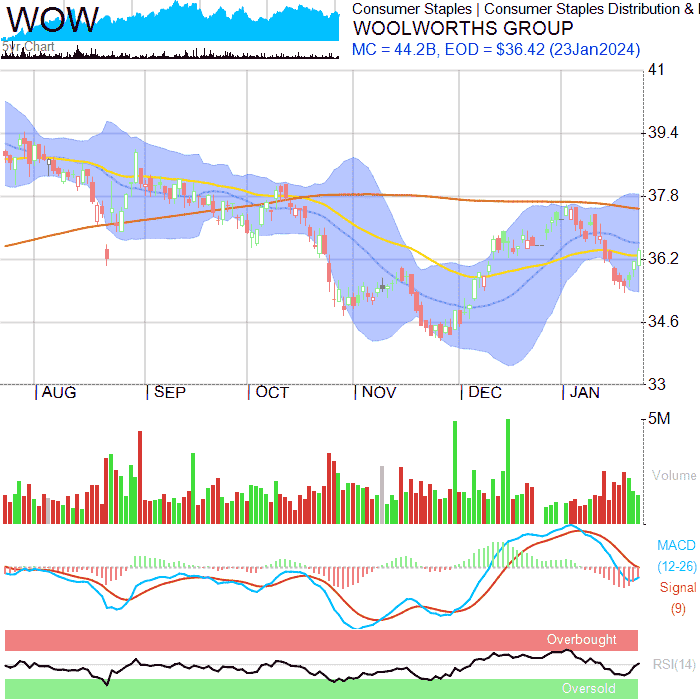 WOW
5yr Chart
Consumer Staples | Consumer Staples Distribution &
WOOLWORTHS GROUP
MC = 44.2B, EOD = $36.42 (23Jan2024)
41
39.4
37.8
36.2
34.6
33
AUG SEP OCT NOV DEC JAN
5M
Volume
MACD
(12-26)
Signal
(9)
Overbought
RSI(14)
Oversold